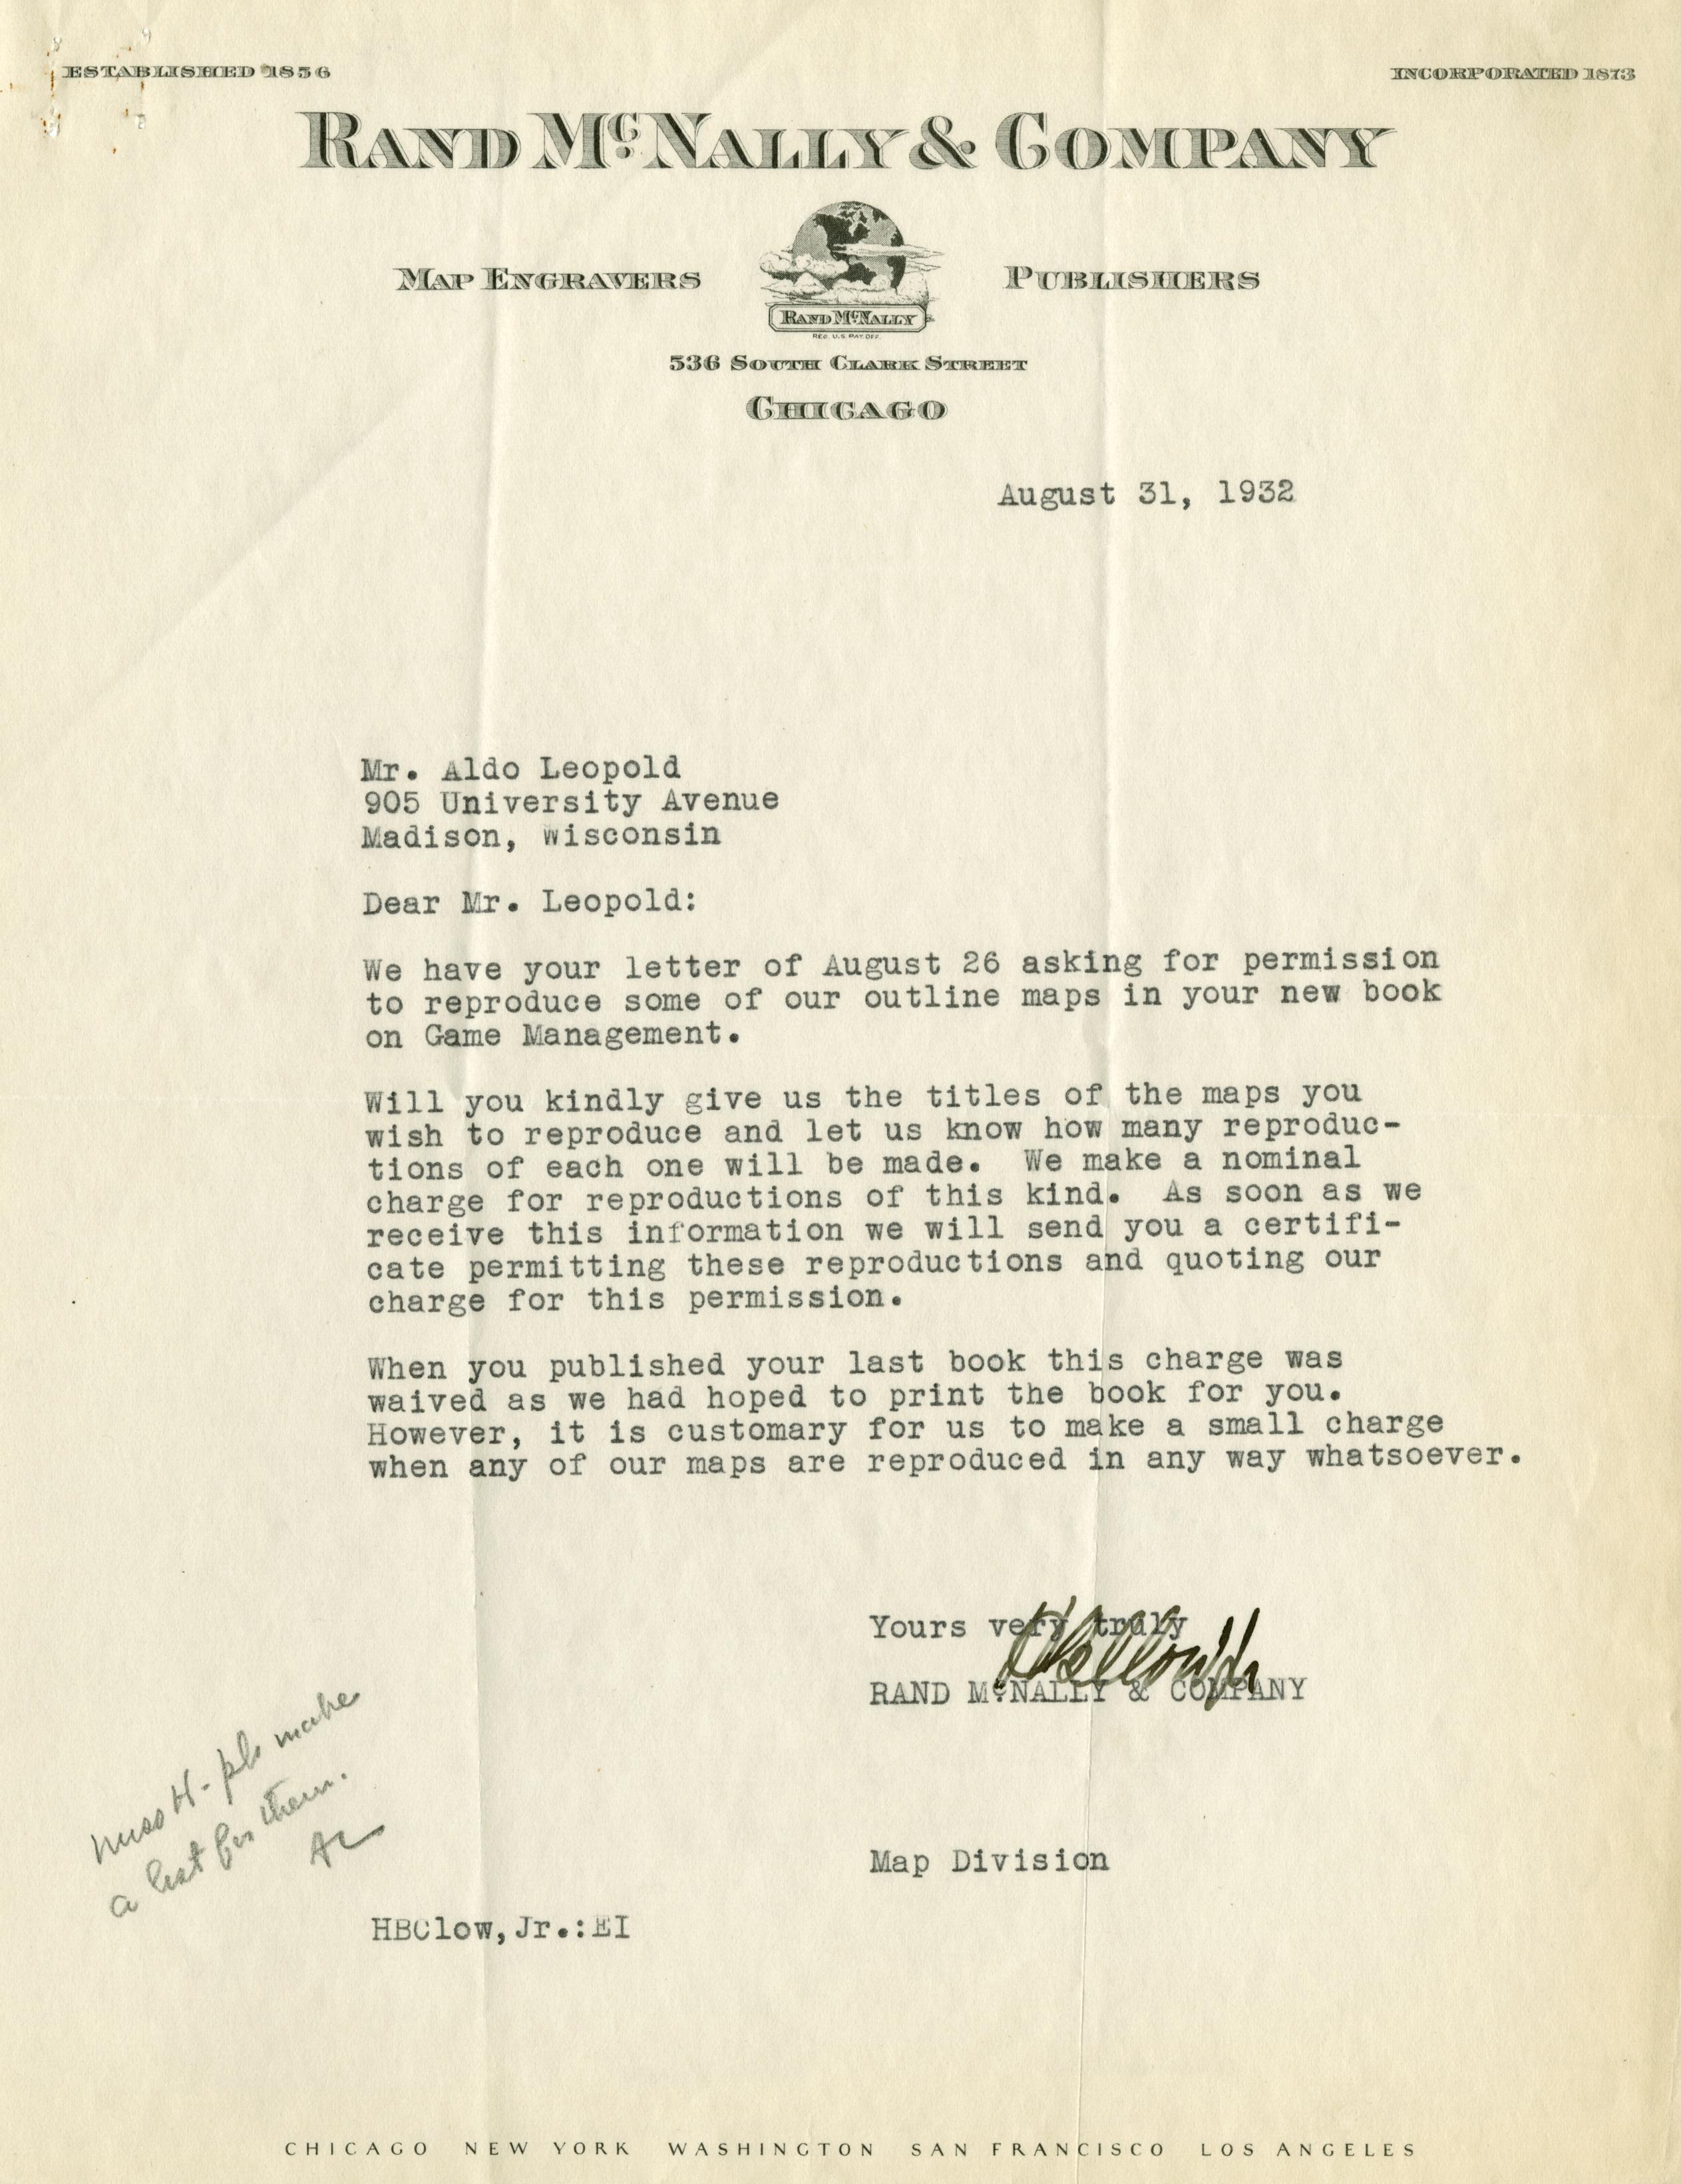 ESTABLISHED 1856
INCORPORATED 1873
RAND McNALLY & COMPANY
MAP ENGRAVERS
PUBLISHERS
RAND McNALLY
REG. U.S. PAT. OFF.
536 SOUTH CLARK STREET
CHICAGO
August 31, 1932
Mr. Aldo Leopold
905 University Avenue
Madison, Wisconsin
Dear Mr. Leopold:
We have your letter of August 26 asking for permission
to reproduce some of our outline maps in your new book
on Game Management.
Will you kindly give us the titles of the maps you
wish to reproduce and let us know how many reproduc-
tions of each one will be made. We make a nominal
charge for reproductions of this kind. As soon as we
receive this information we will send you a certifi-
cate permitting these reproductions and quoting our
charge for this permission.
When you published your last book this charge was
waived as we had hoped to print the book for you.
However, it is customary for us to make a small charge
when any of our maps are reproduced in any way whatsoever.
Yours very truly
RAND McNALLY & COMPANY
Miss H - pls make
a list for them.
AL
Map Division
HBClow,Jr.:EI
CHICAGO NEW YORK WASHINGTON SAN FRANCISCO LOS ANGELES